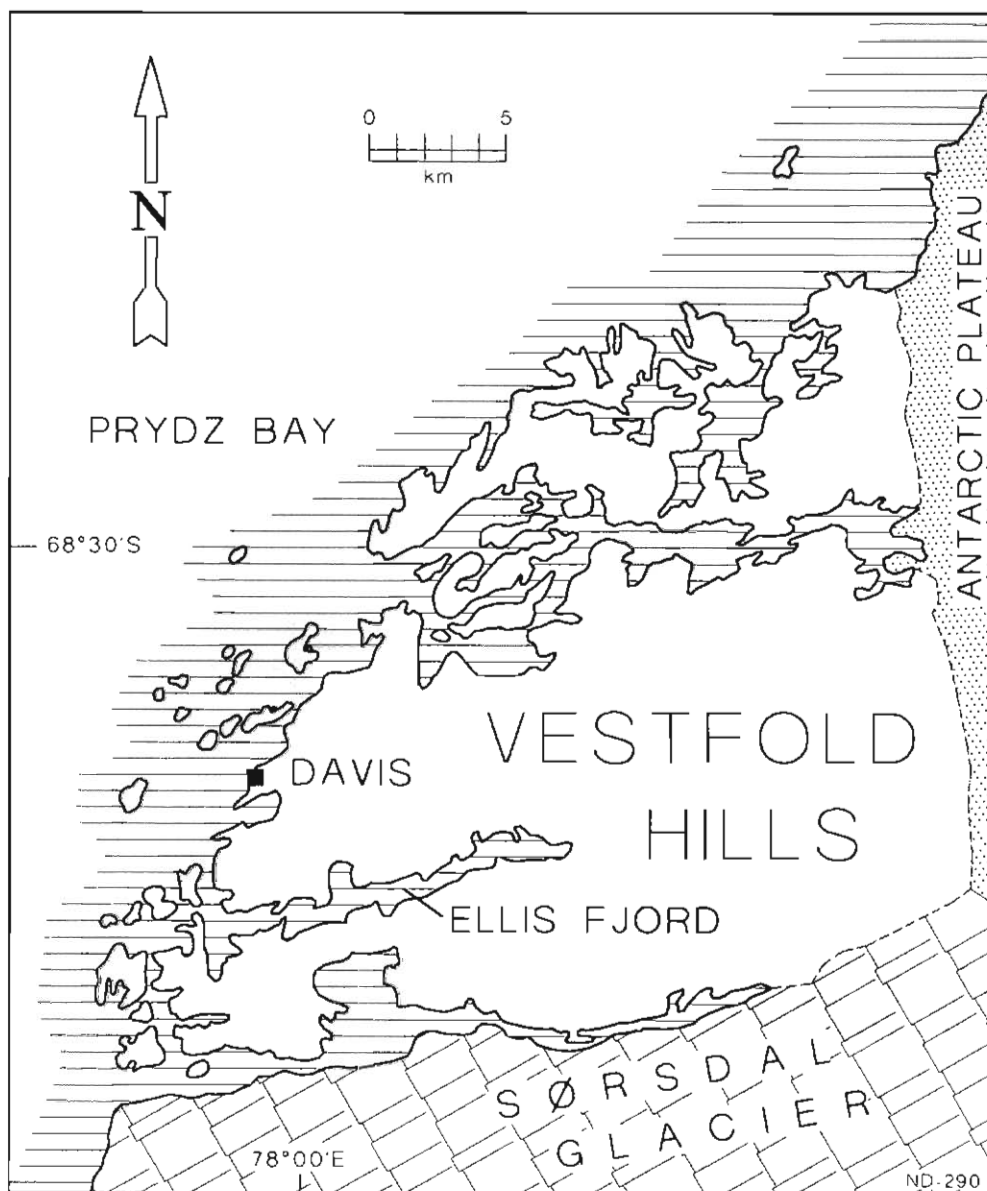 0 5
km
N
ANTARCTIC PLATEAU
PRYDZ BAY
68°30'S
VESTFOLD
HILLS
DAVIS
ELLIS FJORD
SØRSDAL
GLACIER
78°00'E
ND-290